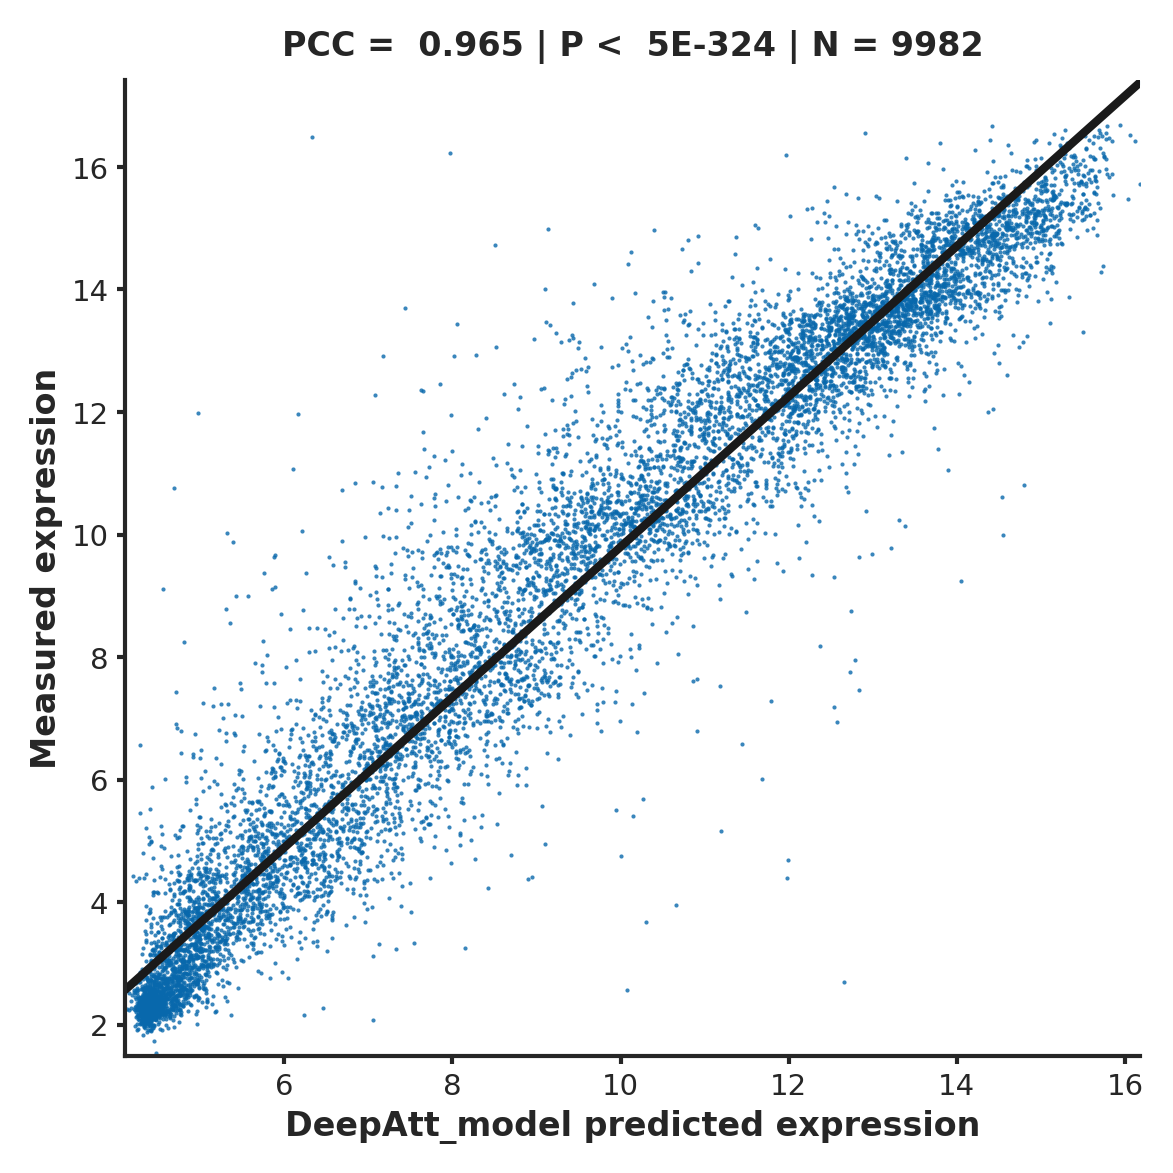 PCC =  0.965 | P <  5E-324 | N = 9982
16
14
12
10
8
6
4
2
Measured expression
6 8 10 12 14 16
DeepAtt_model predicted expression